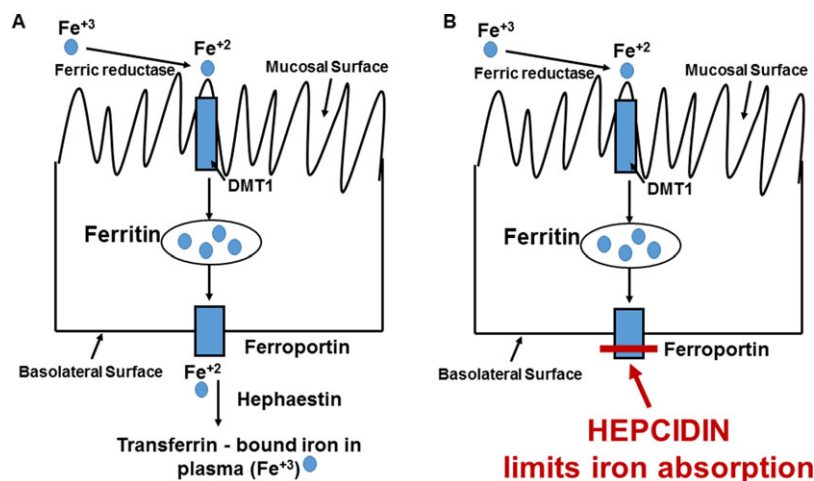 A
Fe+3
Fe+2
Ferric reductase
Mucosal Surface
DMT1
Ferritin
Ferroportin
Basolateral Surface
Fe+2
Hephaestin
Transferrin - bound iron in
plasma (Fe+3)
B
Fe+3
Fe+2
Ferric reductase
Mucosal Surface
DMT1
Ferritin
Ferroportin
Basolateral Surface
HEPCIDIN
limits iron absorption